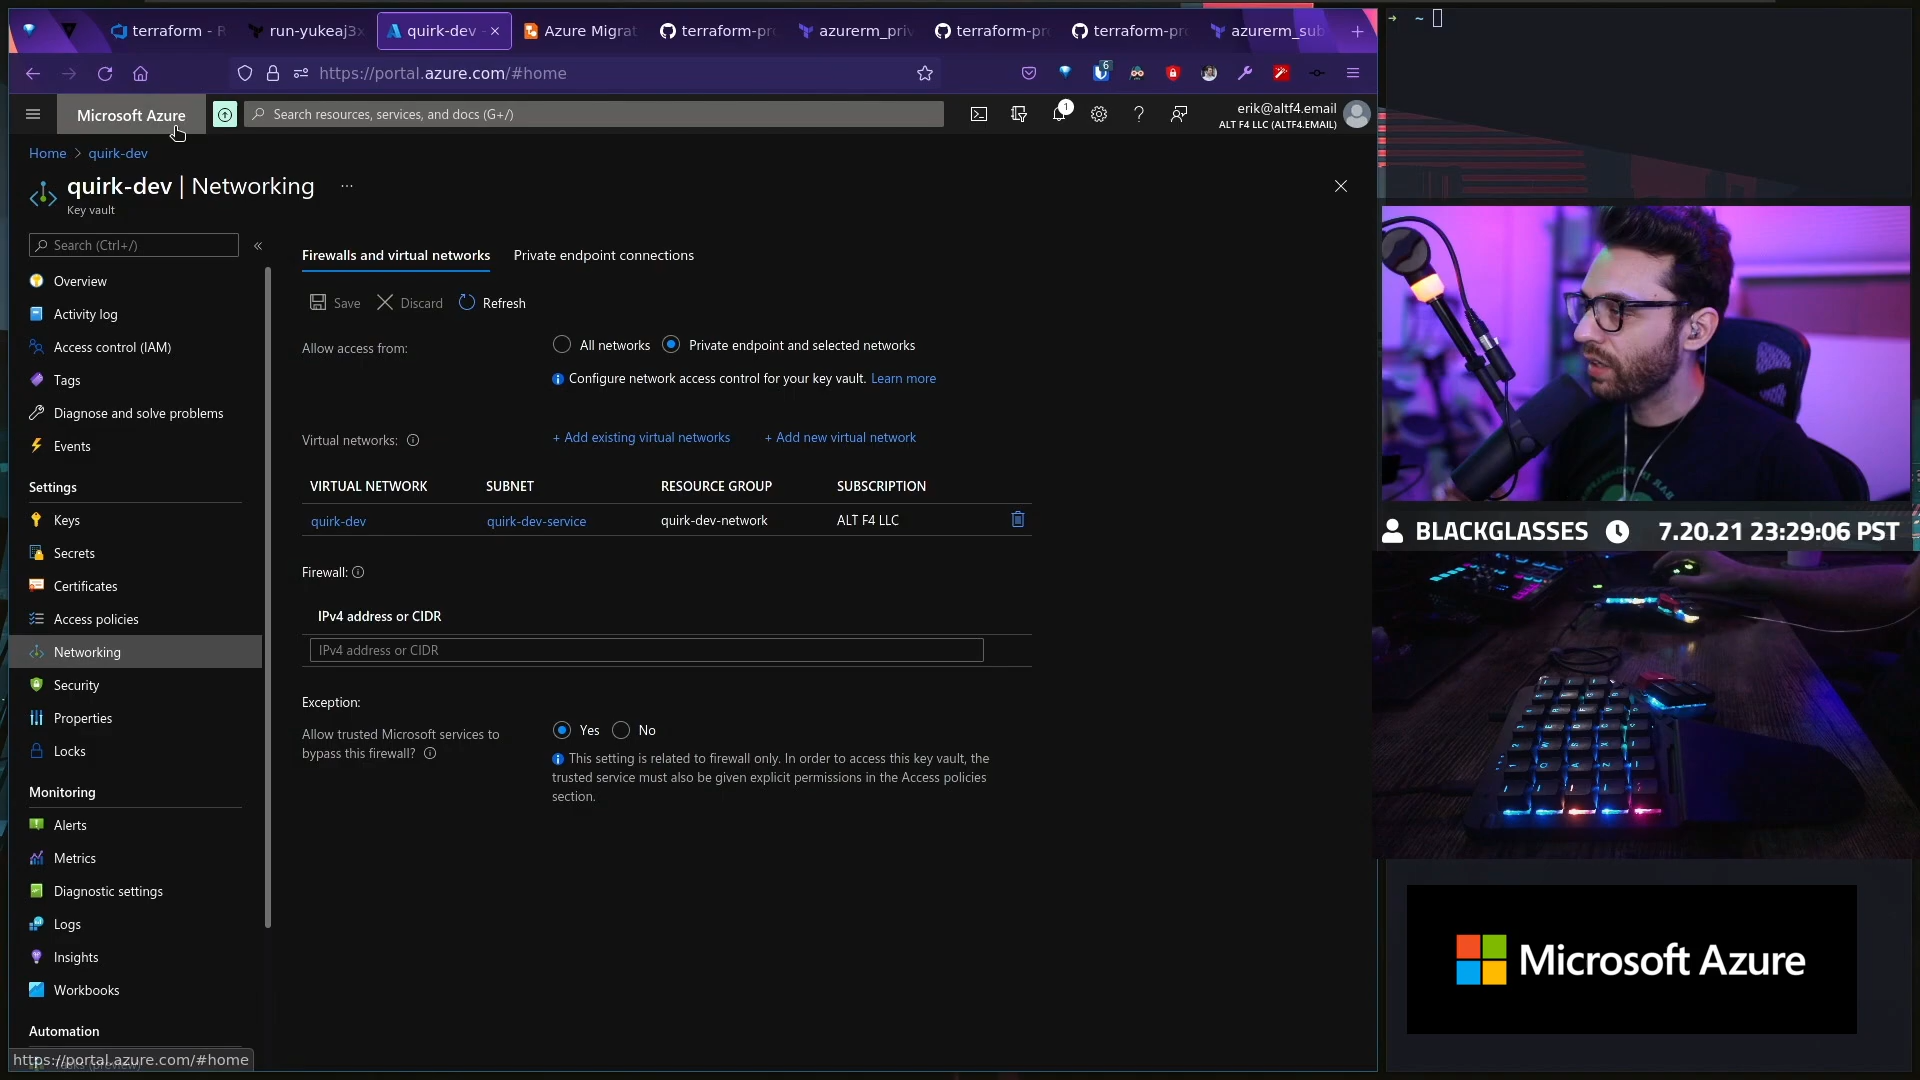 terraform - R
run-yukeaj3x
quirk-dev -
Azure Migrat
terraform-pr
azurerm_priv
terraform-pr
terraform-pr
azurerm_sub
https://portal.azure.com/#home
6
Microsoft Azure
Search resources, services, and docs (G+/)
1
erik@altf4.email
ALT F4 LLC (ALTF4.EMAIL)
Home > quirk-dev
quirk-dev | Networking ...
Key vault
Search (Ctrl+/)
«
Overview
Activity log
Access control (IAM)
Tags
Diagnose and solve problems
Events
Settings
Keys
Secrets
Certificates
Access policies
Networking
Security
Properties
Locks
Monitoring
Alerts
Metrics
Diagnostic settings
Logs
Insights
Workbooks
Automation
https://portal.azure.com/#home
Firewalls and virtual networks
Private endpoint connections
Save
Discard
Refresh
Allow access from:
All networks
Private endpoint and selected networks
Configure network access control for your key vault. Learn more
Virtual networks:
+ Add existing virtual networks
+ Add new virtual network
VIRTUAL NETWORK SUBNET RESOURCE GROUP SUBSCRIPTION
quirk-dev quirk-dev-service quirk-dev-network ALT F4 LLC
Firewall:
IPv4 address or CIDR
IPv4 address or CIDR
Exception:
Allow trusted Microsoft services to
bypass this firewall?
Yes
No
This setting is related to firewall only. In order to access this key vault, the
trusted service must also be given explicit permissions in the Access policies
section.
~
BLACKGLASSES
7.20.21 23:29:06 PST
Microsoft Azure